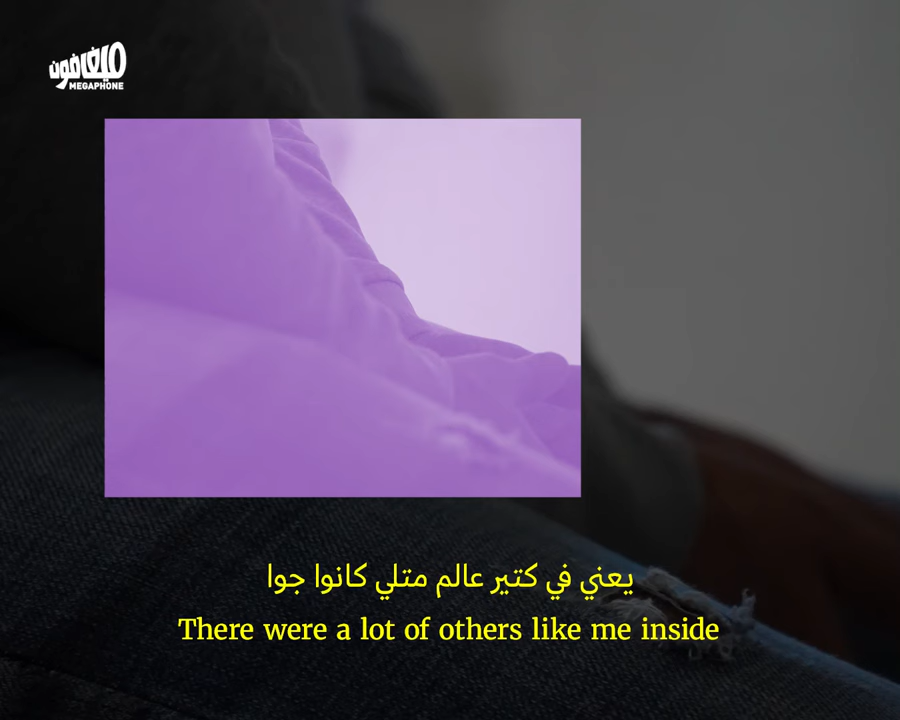 ميغافون
MEGAPHONE
يعني في كتير عالم متلي كانوا جوا
There were a lot of others like me inside